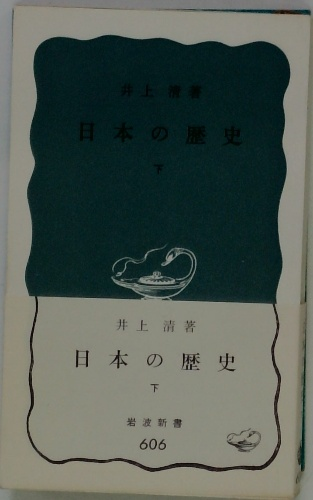 井上 清著
日本の歴史
下
井上 清著
日本の歴史
下
岩波新書
606